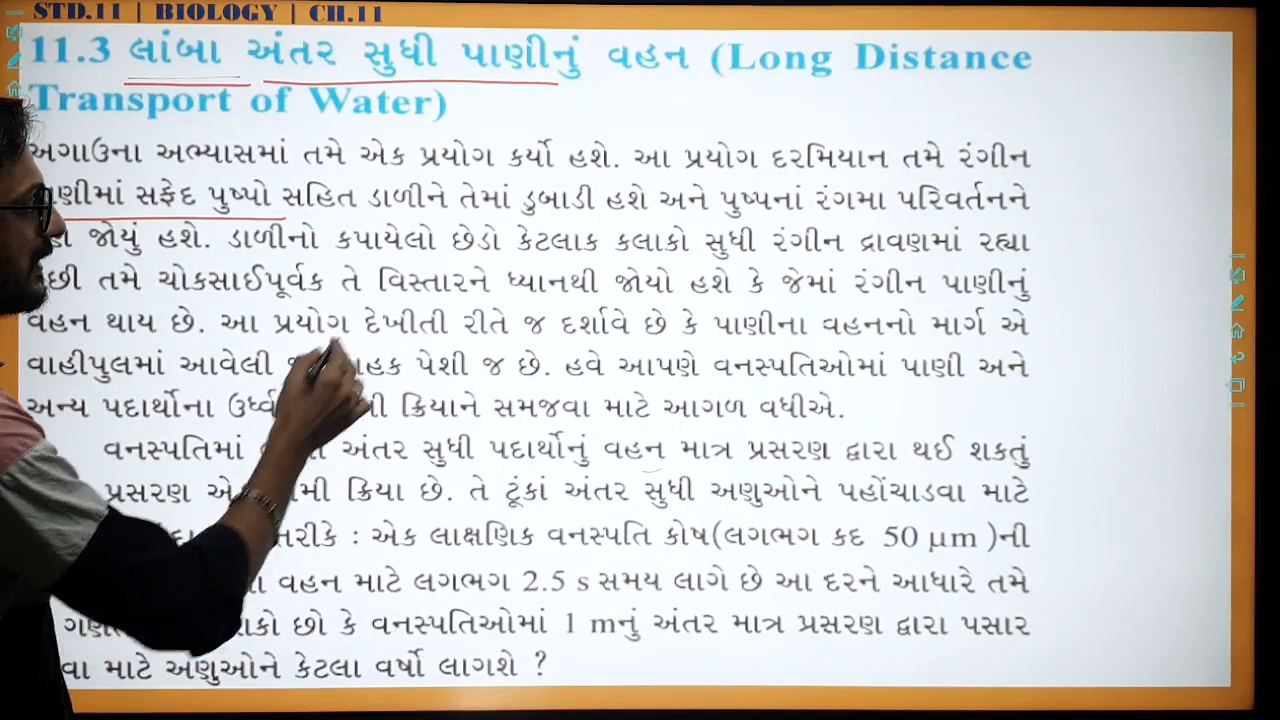 STD.11 | BIOLOGY | CH.11
11.3 લાંબા અંતર સુધી પાણીનું વહન (Long Distance
Transport of Water)
અગાઉના અભ્યાસમાં તમે એક પ્રયોગ કર્યો હશે. આ પ્રયોગ દરમિયાન તમે રંગીન
સફેદ પુષ્પો સહિત ડાળીને તેમાં ડુબાડી હશે અને પુષ્પનાં રંગમા પરિવર્તનને
જોયું હશે. ડાળીનો કપાયેલો છેડો કેટલાક કલાકો સુધી રંગીન દ્રાવણમાં રહ્યા
તમે ચોકસાઈપૂર્વક તે વિસ્તારને ધ્યાનથી જોયો હશે કે જેમાં રંગીન પાણીનું
વહન થાય છે. આ પ્રયોગ દેખીતી રીતે જ દર્શાવે છે કે પાણીના વહનનો માર્ગ એ
વાહીપુલમાં આવેલી પેશી જ છે. હવે આપણે વનસ્પતિઓમાં પાણી અને
અન્ય પદાર્થોના ક્રિયાને સમજવા માટે આગળ વધીએ.
વનસ્પતિમાં અંતર સુધી પદાર્થોનું વહન માત્ર પ્રસરણ દ્વારા થઈ શકતું
પ્રસરણ એ ક્રિયા છે. તે ટૂંકાં અંતર સુધી અણુઓને પહોંચાડવા માટે
: એક લાક્ષણિક વનસ્પતિ કોષ(લગભગ કદ 50 µm )ની
વહન માટે લગભગ 2.5 s સમય લાગે છે આ દરને આધારે તમે
છો કે વનસ્પતિઓમાં 1 mનું અંતર માત્ર પ્રસરણ દ્વારા પસાર
માટે અણુઓને કેટલા વર્ષો લાગશે ?